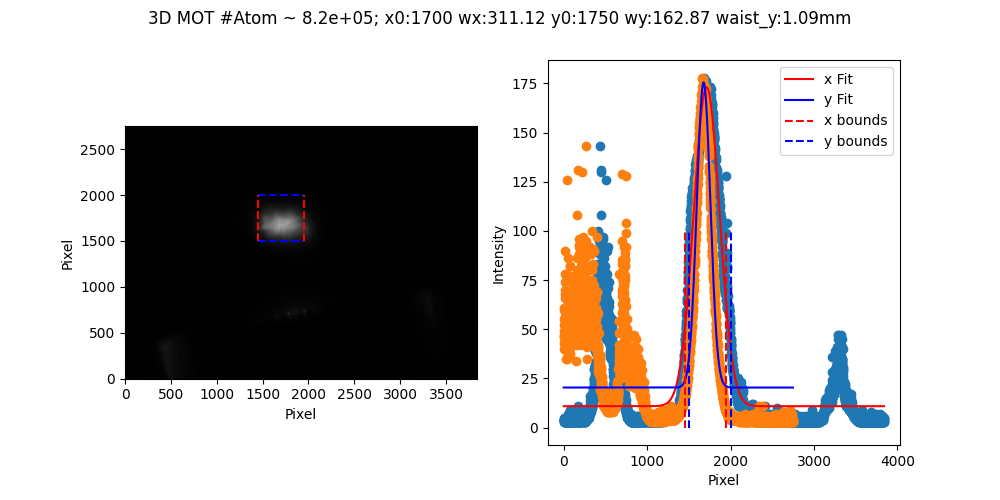 3D MOT #Atom ~ 8.2e+05; x0:1700 wx:311.12 y0:1750 wy:162.87 waist_y:1.09mm
2500
2000
1500
1000
500
0
Pixel
0 500 1000 1500 2000 2500 3000 3500
Pixel
175
150
125
100
75
50
25
0
Intensity
0 1000 2000 3000 4000
Pixel
x Fit
y Fit
x bounds
y bounds